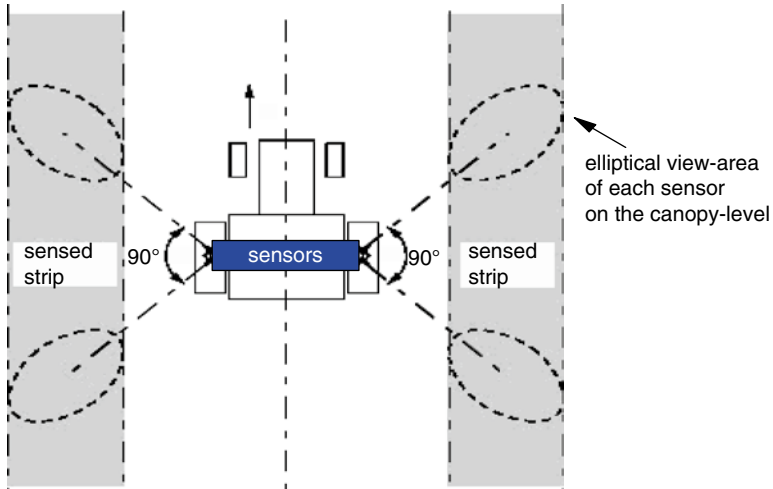 elliptical view-area
of each sensor
on the canopy-level
sensed
strip
90°
sensors
90°
sensed
strip